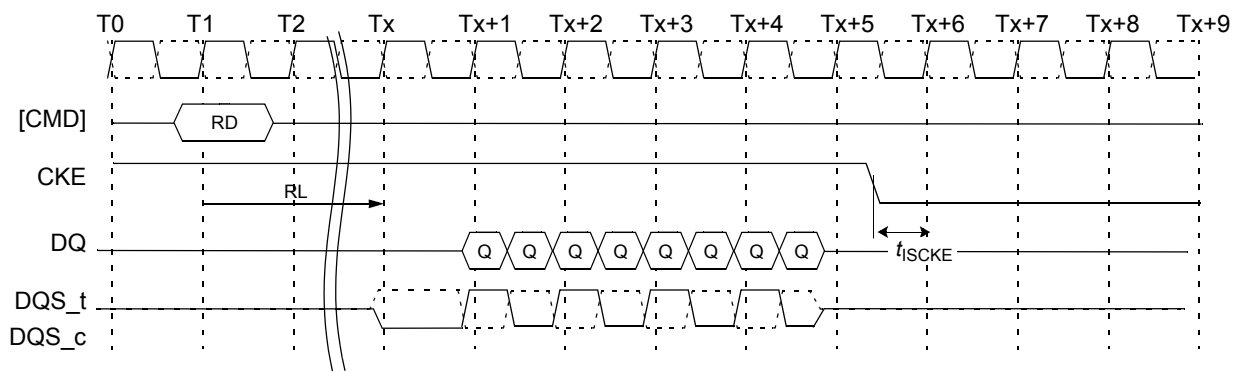 T0 T1 T2 Tx Tx+1 Tx+2 Tx+3 Tx+4 Tx+5 Tx+6 Tx+7 Tx+8 Tx+9
[CMD] RD
CKE
RL
DQ Q Q Q Q Q Q Q Q tISCKE
DQS_t
DQS_c